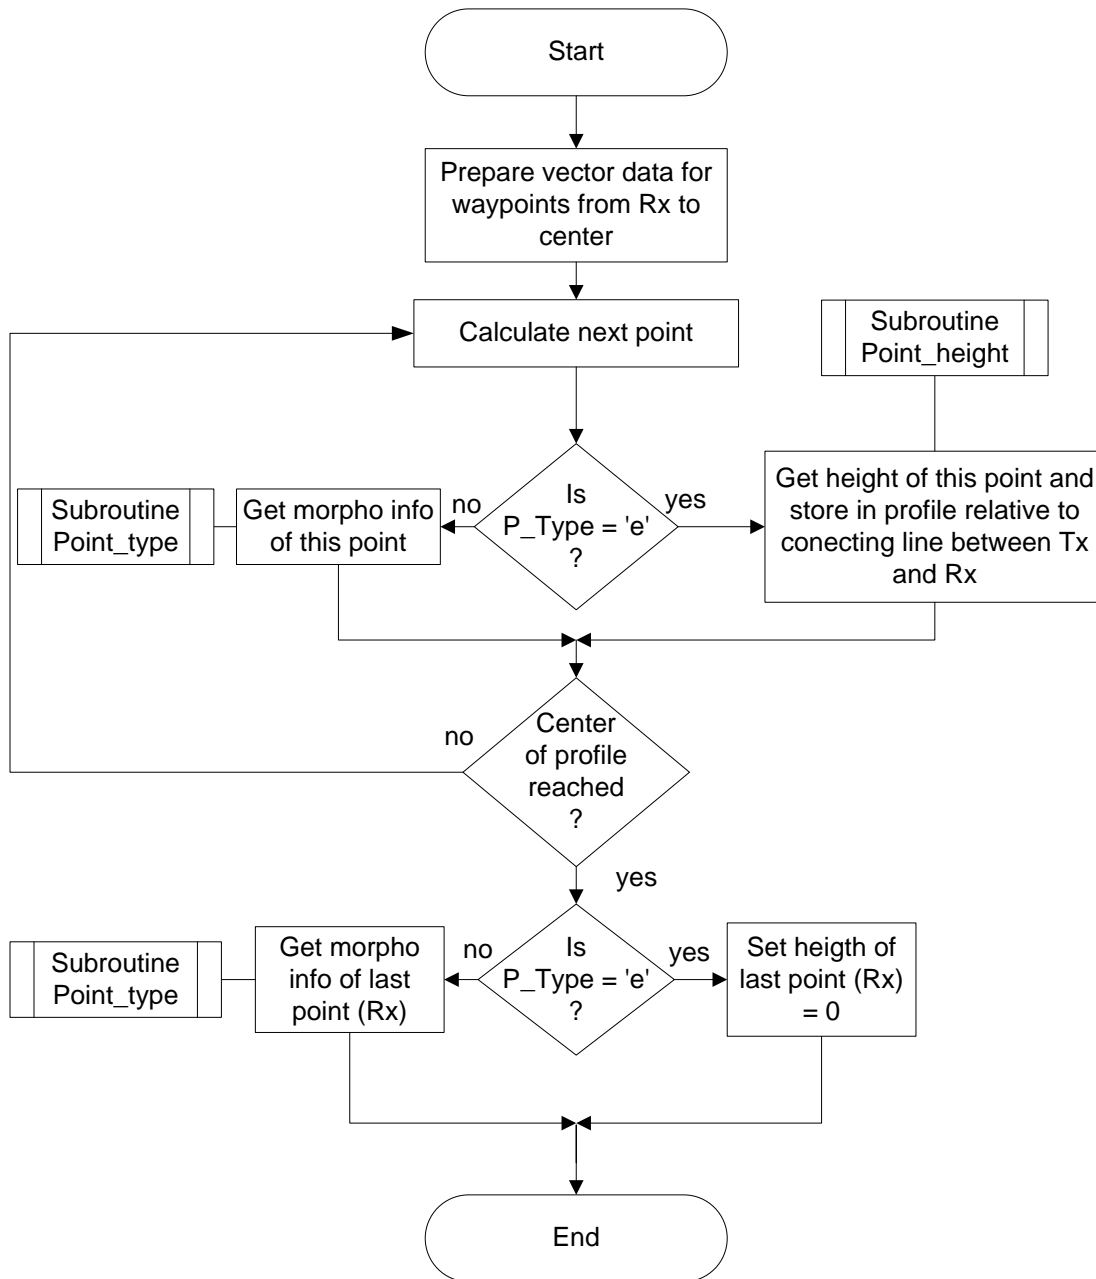 Start
Prepare vector data for
waypoints from Rx to
center
Calculate next point
Subroutine
Point_height
Is
P_Type = 'e'
?
no
yes
Subroutine
Point_type
Get morpho info
of this point
Get height of this point and
store in profile relative to
conecting line between Tx
and Rx
Center
of profile
reached
?
no
yes
Is
P_Type = 'e'
?
no
yes
Subroutine
Point_type
Get morpho
info of last
point (Rx)
Set heigth of
last point (Rx)
= 0
End